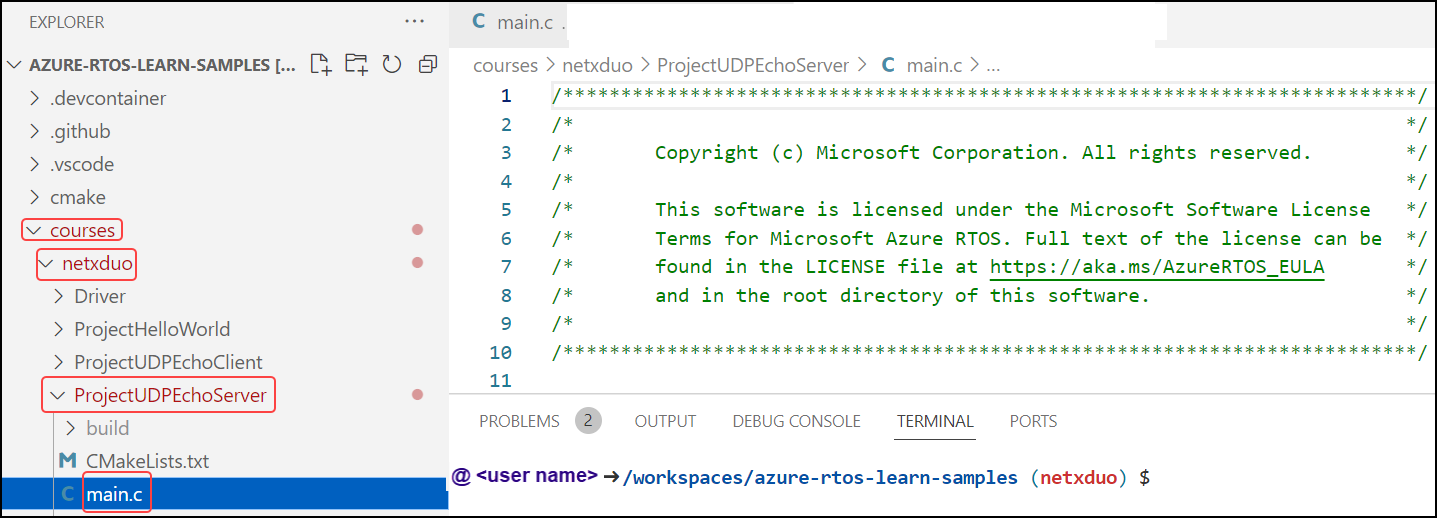 EXPLORER ...
AZURE-RTOS-LEARN-SAMPLES [...
.devcontainer
.github
.vscode
cmake
courses
netxduo
Driver
ProjectHelloWorld
ProjectUDPEchoClient
ProjectUDPEchoServer
build
M CMakeLists.txt
C main.c
C main.c .
courses > netxduo > ProjectUDPEchoServer > C main.c > ...
1 /**************************************************************************/
2 /* */
3 /* Copyright (c) Microsoft Corporation. All rights reserved. */
4 /* */
5 /* This software is licensed under the Microsoft Software License */
6 /* Terms for Microsoft Azure RTOS. Full text of the license can be */
7 /* found in the LICENSE file at https://aka.ms/AzureRTOS_EULA */
8 /* and in the root directory of this software. */
9 /* */
10 /**************************************************************************/
11
PROBLEMS 2 OUTPUT DEBUG CONSOLE TERMINAL PORTS
@ <user name> ➜/workspaces/azure-rtos-learn-samples (netxduo) $